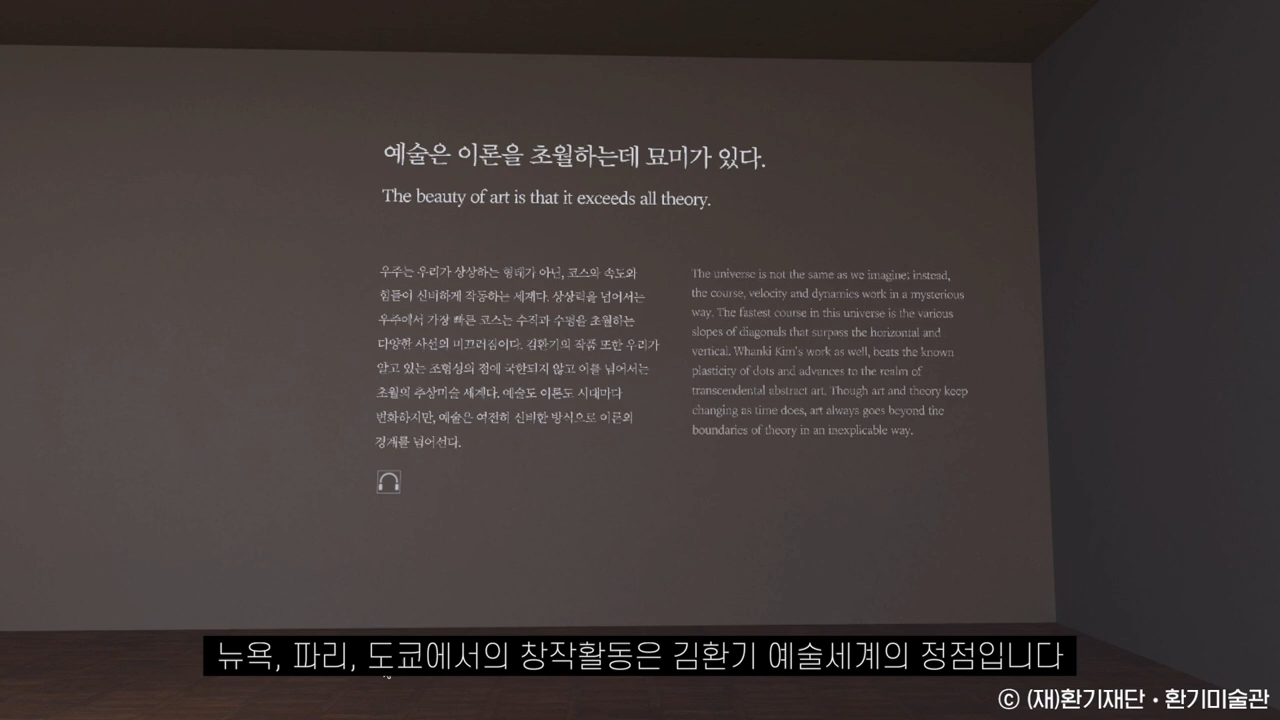 예술은 이론을 초월하는데 묘미가 있다.
The beauty of art is that it exceeds all theory.
우주는 우리가 상상하는 형태가 아닌, 코스와 속도와
힘들이 신비하게 작동하는 세계다. 상상력을 넘어서는
우주에서 가장 빠른 코스는 수직과 수평을 초월하는
다양한 사선의 미끄러짐이다. 김환기의 작품 또한 우리가
알고 있는 조형성의 점에 국한되지 않고 이를 넘어서는
초월의 추상미술 세계다. 예술도 이론도 시대마다
변화하지만, 예술은 여전히 신비한 방식으로 이론의
경계를 넘어선다.
The universe is not the same as we imagine; instead,
the course, velocity and dynamics work in a mysterious
way. The fastest course in this universe is the various
slopes of diagonals that surpass the horizontal and
vertical. Whanki Kim's work as well, beats the known
plasticity of dots and advances to the realm of
transcendental abstract art. Though art and theory keep
changing as time does, art always goes beyond the
boundaries of theory in an inexplicable way.
뉴욕, 파리, 도쿄에서의 창작활동은 김환기 예술세계의 정점입니다
ⓒ (재)환기재단・환기미술관